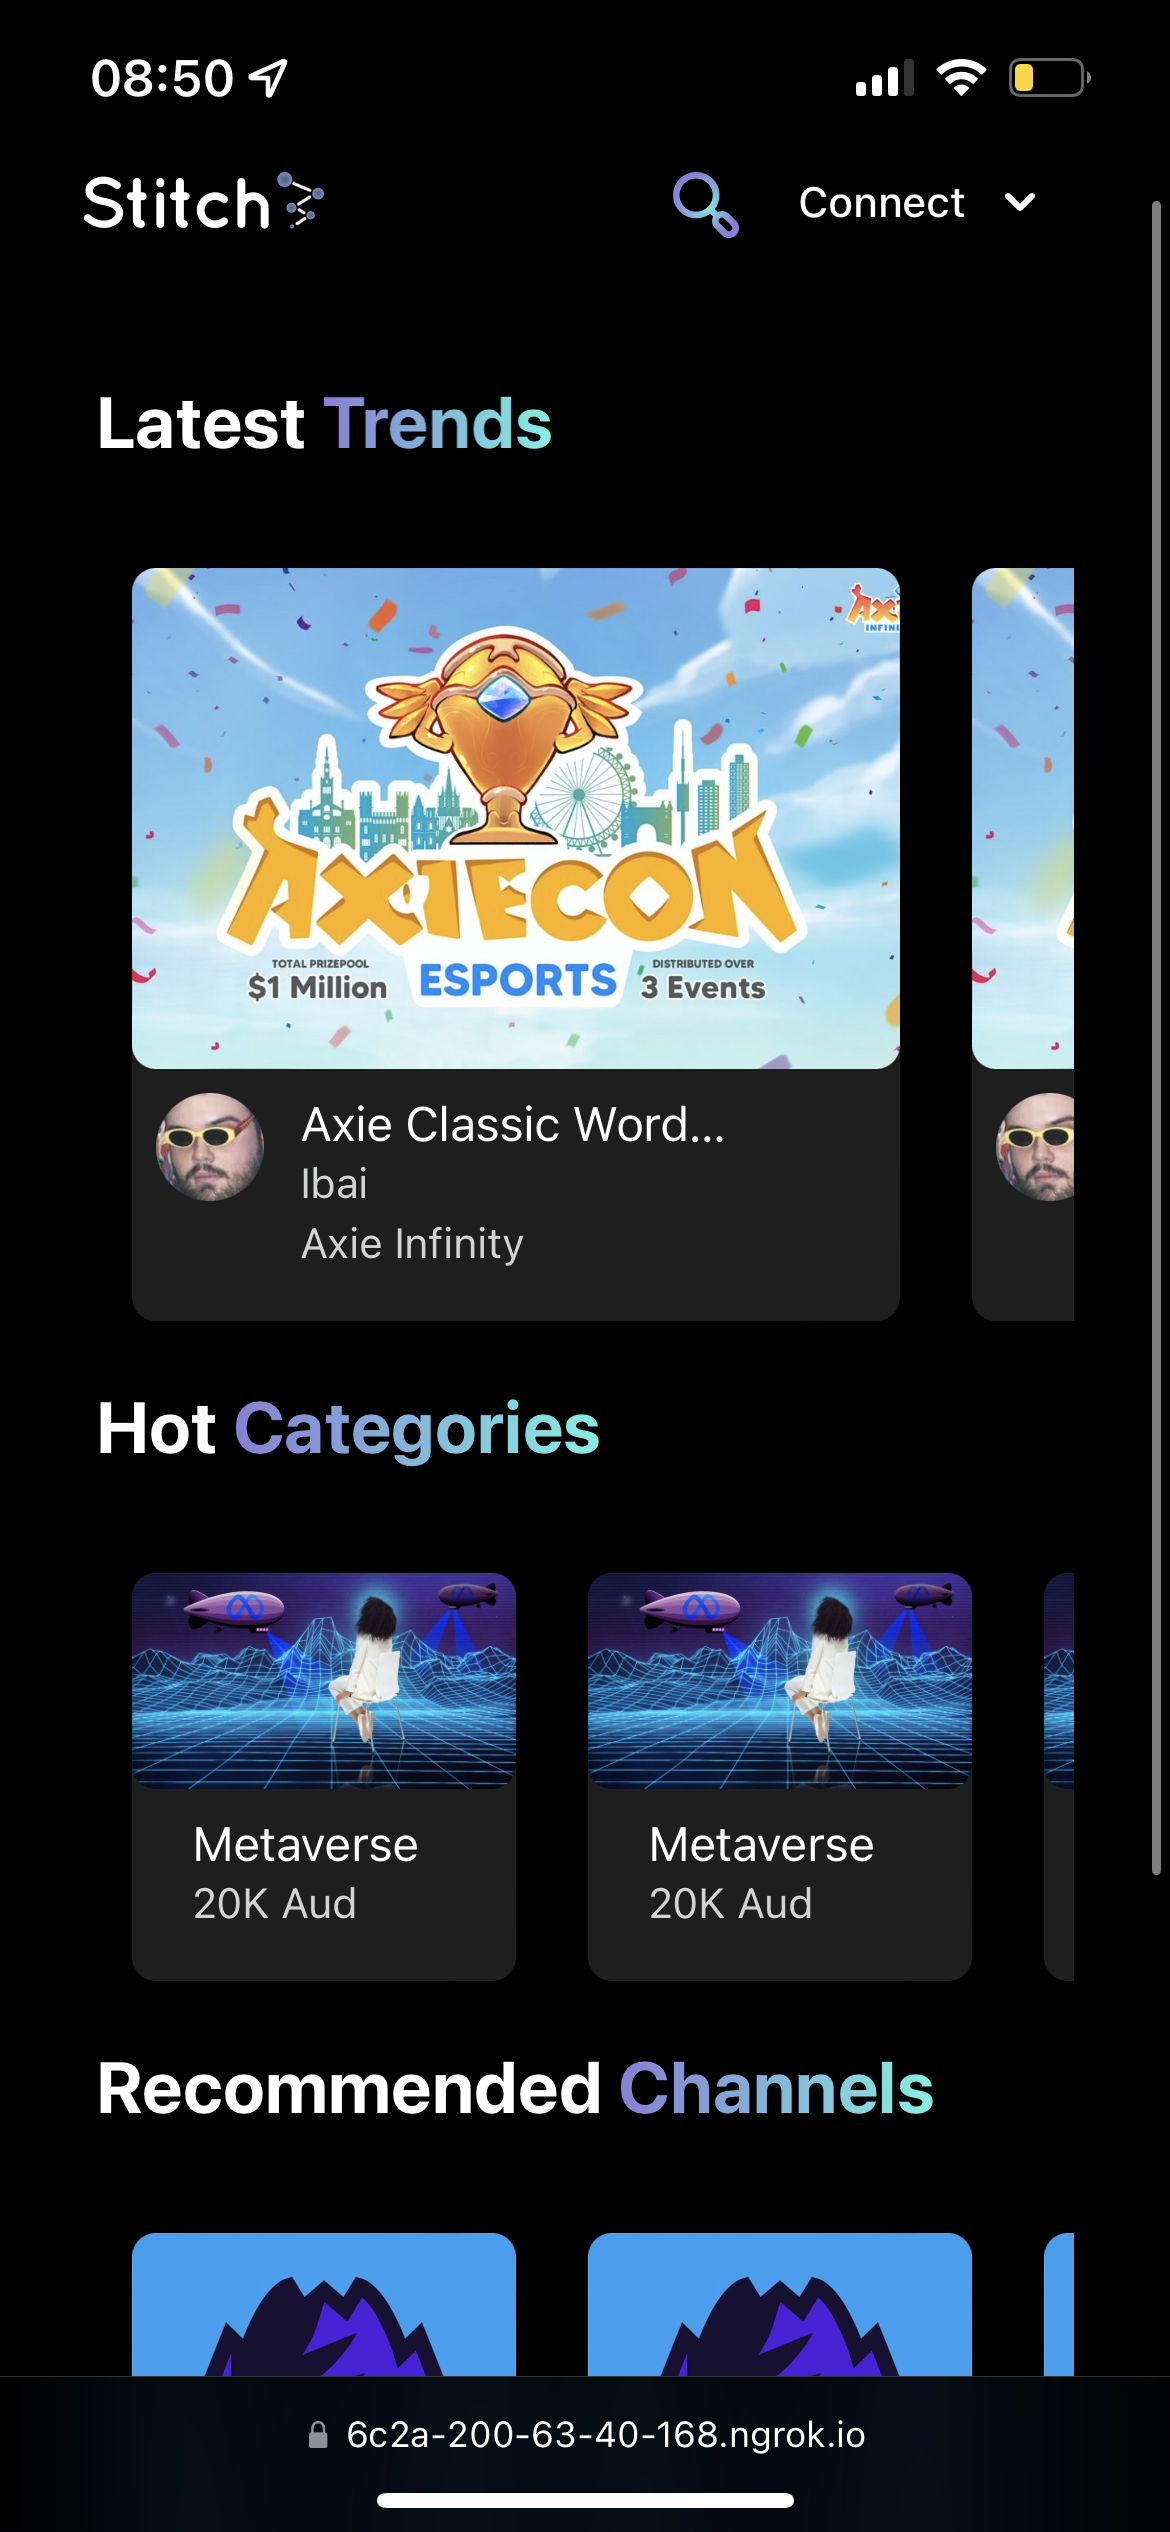 08:50
Stitch
Connect
Latest Trends
AXIECON
TOTAL PRIZEPOOL
$1 Million
ESPORTS
DISTRIBUTED OVER
3 Events
Axie Classic Word...
Ibai
Axie Infinity
Hot Categories
Metaverse
20K Aud
Metaverse
20K Aud
Recommended Channels
6c2a-200-63-40-168.ngrok.io